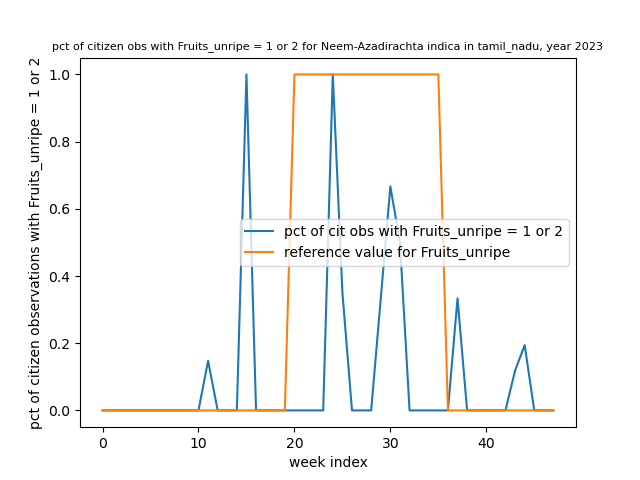 pct of citizen obs with Fruits_unripe = 1 or 2 for Neem-Azadirachta indica in tamil_nadu, year 2023
pct of citizen observations with Fruits_unripe = 1 or 2
1.0
0.8
0.6
0.4
0.2
0.0
pct of cit obs with Fruits_unripe = 1 or 2
reference value for Fruits_unripe
0 10 20 30 40
week index